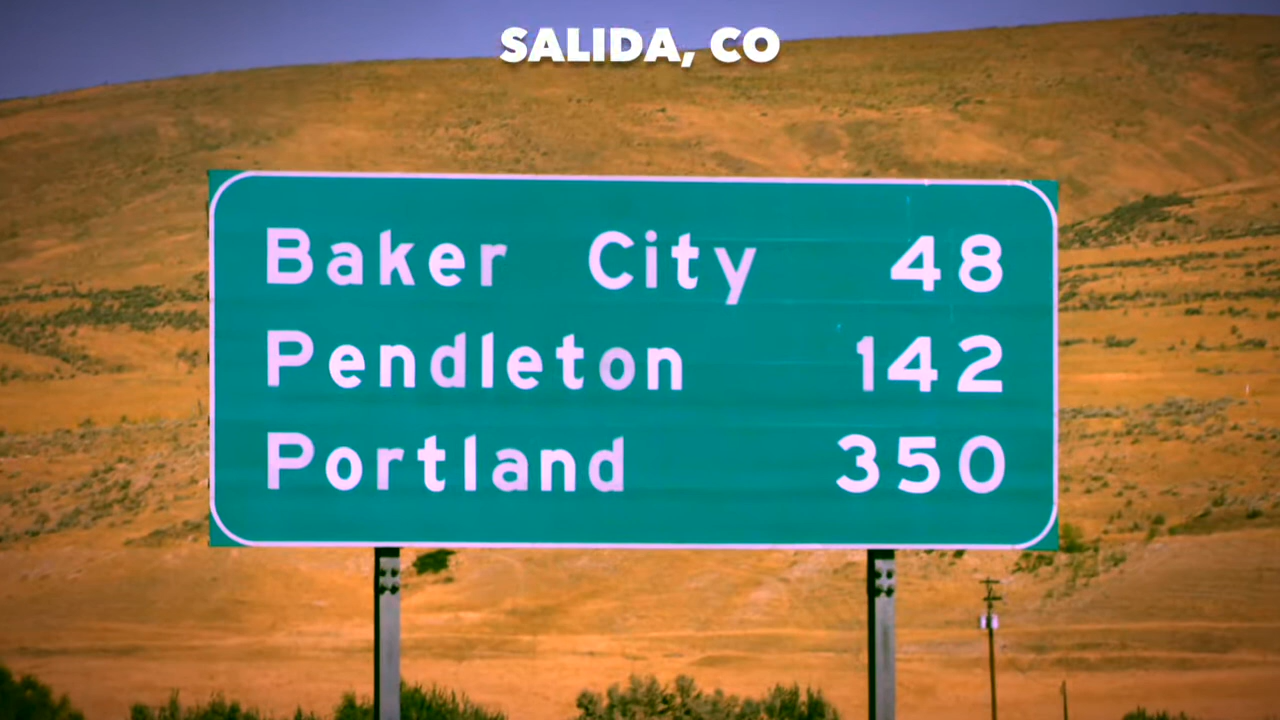 SALIDA, CO
Baker City 48
Pendleton 142
Portland 350